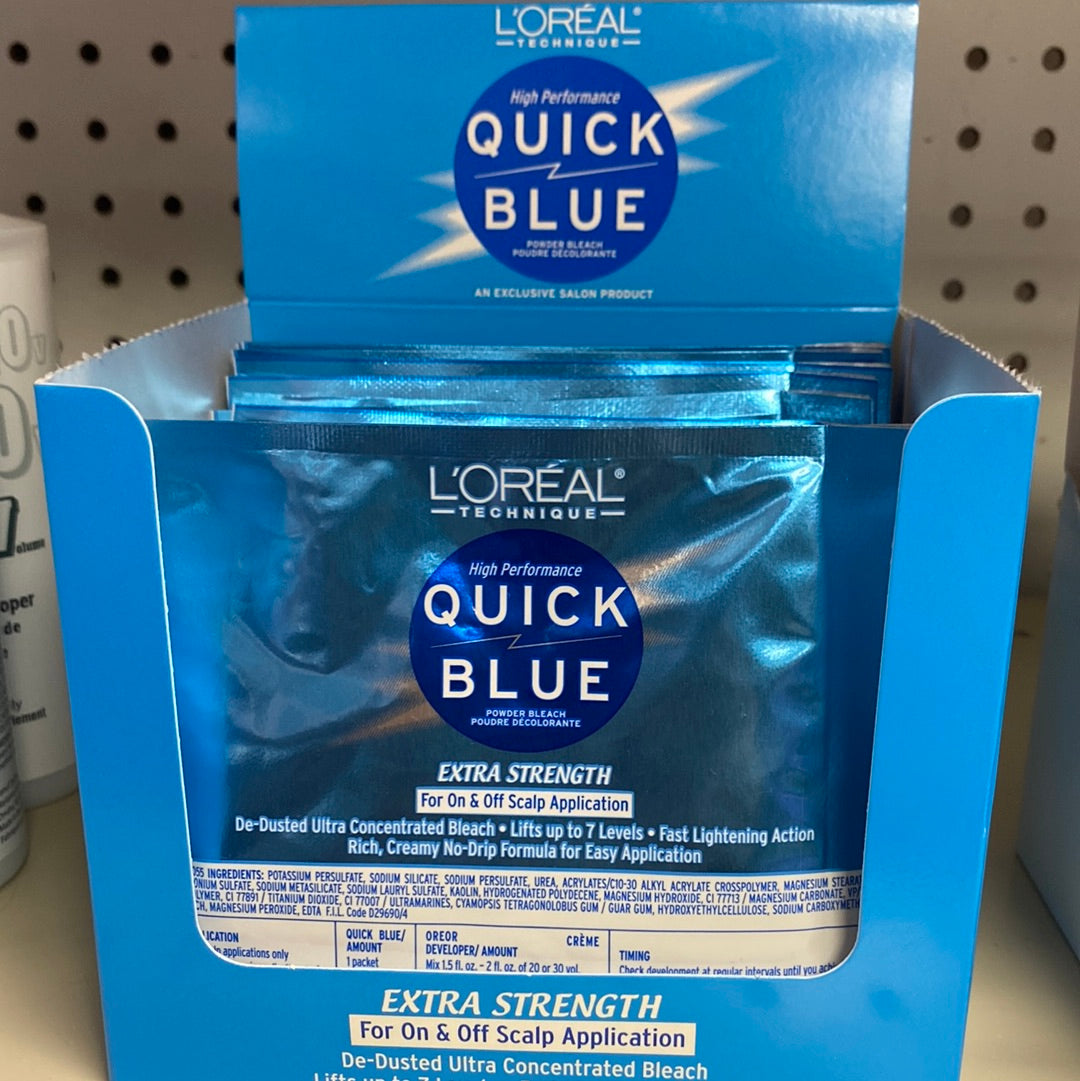 L'ORÉAL®
TECHNIQUE
High Performance
QUICK
BLUE
POWDER BLEACH
POUDRE DÉCOLORANTE
AN EXCLUSIVE SALON PRODUCT
L'ORÉAL®
TECHNIQUE
High Performance
QUICK
BLUE
POWDER BLEACH
POUDRE DÉCOLORANTE
EXTRA STRENGTH
For On & Off Scalp Application
De-Dusted Ultra Concentrated Bleach • Lifts up to 7 Levels • Fast Lightening Action
Rich, Creamy No-Drip Formula for Easy Application
INGREDIENTS: POTASSIUM PERSULFATE, SODIUM SILICATE, SODIUM PERSULFATE, UREA, ACRYLATES/C10-30 ALKYL ACRYLATE CROSSPOLYMER, MAGNESIUM
SULFATE, SODIUM METASILICATE, SODIUM LAURYL SULFATE, KAOLIN, HYDROGENATED POLYDECENE, MAGNESIUM HYDROXIDE, CI 77713 / MAGNESIUM CARBONATE,
CI 77891 / TITANIUM DIOXIDE, CI 77007 / ULTRAMARINES, CYAMOPSIS TETRAGONOLOBUS GUM / GUAR GUM, HYDROXYETHYLCELLULOSE, SODIUM
MAGNESIUM PEROXIDE, EDTA F.I.L. Code D29690/4
applications only
QUICK BLUE/
AMOUNT
1 packet
OREOR CRÈME
DEVELOPER/ AMOUNT
Mix 1.5 fl. oz. - 2 fl. oz. of 20 or 30 vol.
TIMING
Check development at regular intervals until you
EXTRA STRENGTH
For On & Off Scalp Application
De-Dusted Ultra Concentrated Bleach